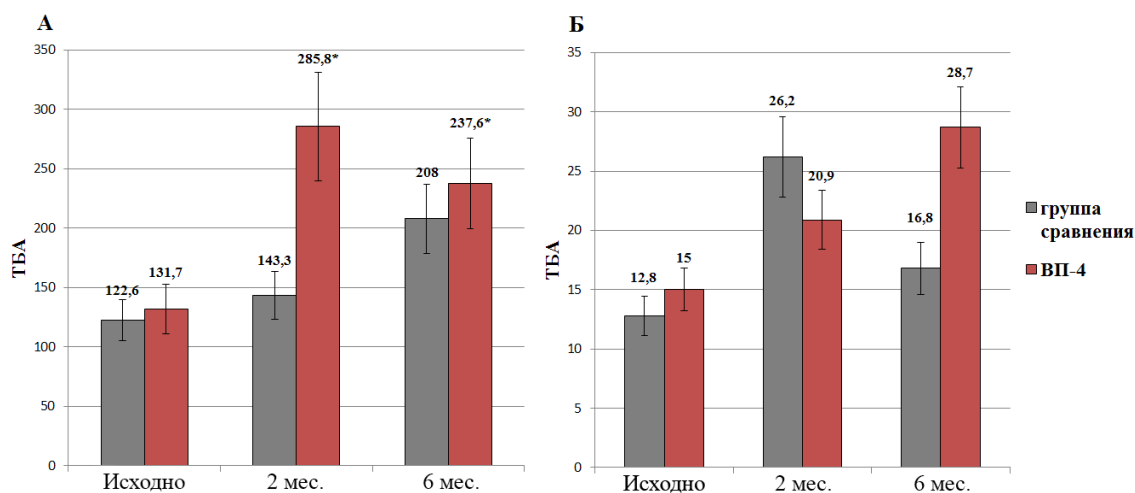 А
ТБА
350
300
250
200
150
100
50
0
122,6
131,7
143,3
285,8*
208
237,6*
Исходно
2 мес.
6 мес.
Б
ТБА
35
30
25
20
15
10
5
0
12,8
15
26,2
20,9
16,8
28,7
Исходно
2 мес.
6 мес.
группа
сравнения
ВП-4